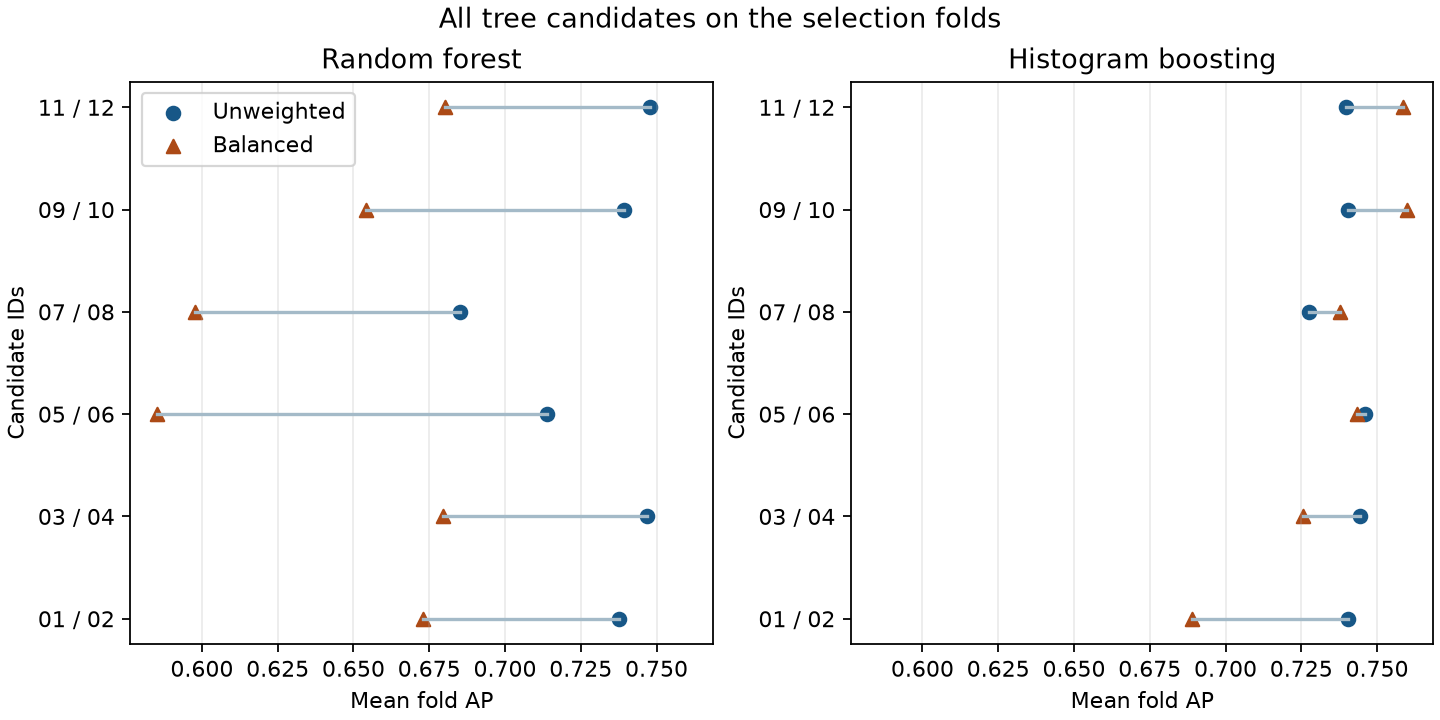 All tree candidates on the selection folds
Random forest
Unweighted
Balanced
Candidate IDs
11 / 12
09 / 10
07 / 08
05 / 06
03 / 04
01 / 02
0.600 0.625 0.650 0.675 0.700 0.725 0.750
Mean fold AP
Histogram boosting
Candidate IDs
11 / 12
09 / 10
07 / 08
05 / 06
03 / 04
01 / 02
0.600 0.625 0.650 0.675 0.700 0.725 0.750
Mean fold AP